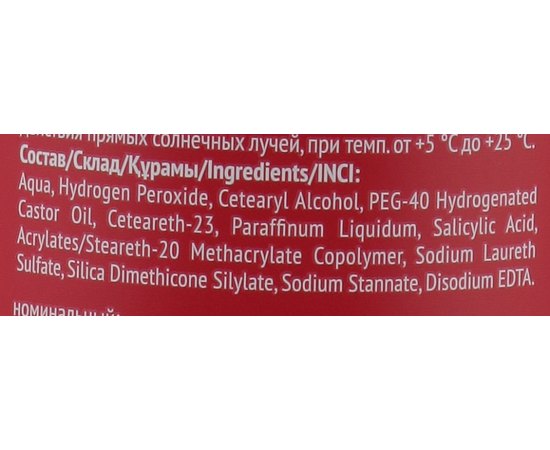 действия прямых солнечных лучей, при темп. от +5 °С до +25 °С.
Состав/Склад/Құрамы/Ingredients/INCI:
Aqua, Hydrogen Peroxide, Cetearyl Alcohol, PEG-40 Hydrogenated
Castor Oil, Ceteareth-23, Paraffinum Liquidum, Salicylic Acid,
Acrylates/Steareth-20 Methacrylate Copolymer, Sodium Laureth
Sulfate, Silica Dimethicone Silylate, Sodium Stannate, Disodium EDTA.
номинальный